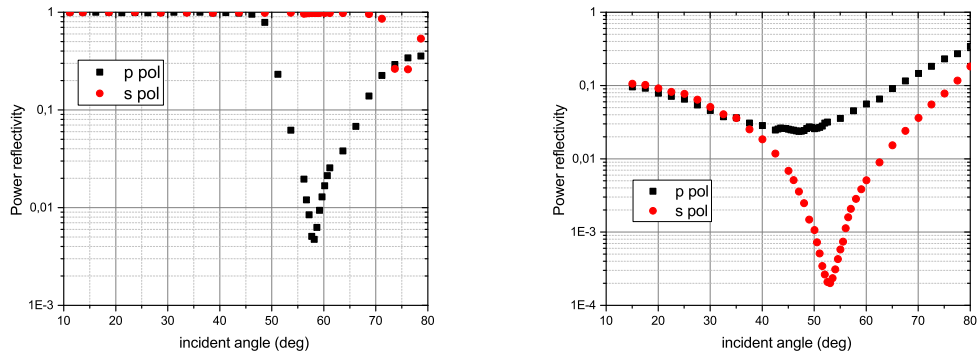 Power reflectivity
1
0,1
0,01
1E-3
p pol
s pol
10 20 30 40 50 60 70 80
incident angle (deg)
Power reflectivity
1
0,1
0,01
1E-3
1E-4
p pol
s pol
10 20 30 40 50 60 70 80
incident angle (deg)